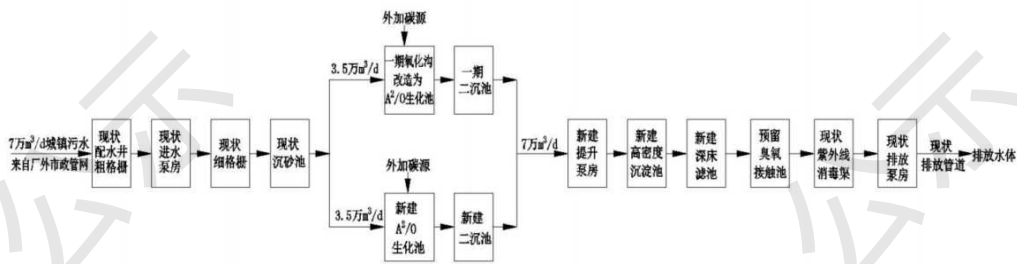 外加碳源
3.5万m³/d
一期氧化沟
改造为
A²/O生化池
一期
二沉池
7万m³/d城镇污水
来自厂外市政管网
现状
配水井
粗格栅
现状
进水
泵房
现状
细格栅
现状
沉砂池
外加碳源
3.5万m³/d
新建
A²/O
生化池
新建
二沉池
7万m³/d
新建
提升
泵房
新建
高密度
沉淀池
新建
深床
滤池
预留
臭氧
接触池
现状
紫外线
消毒渠
现状
排放
泵房
现状
排放管道
排放水体
公示
公示